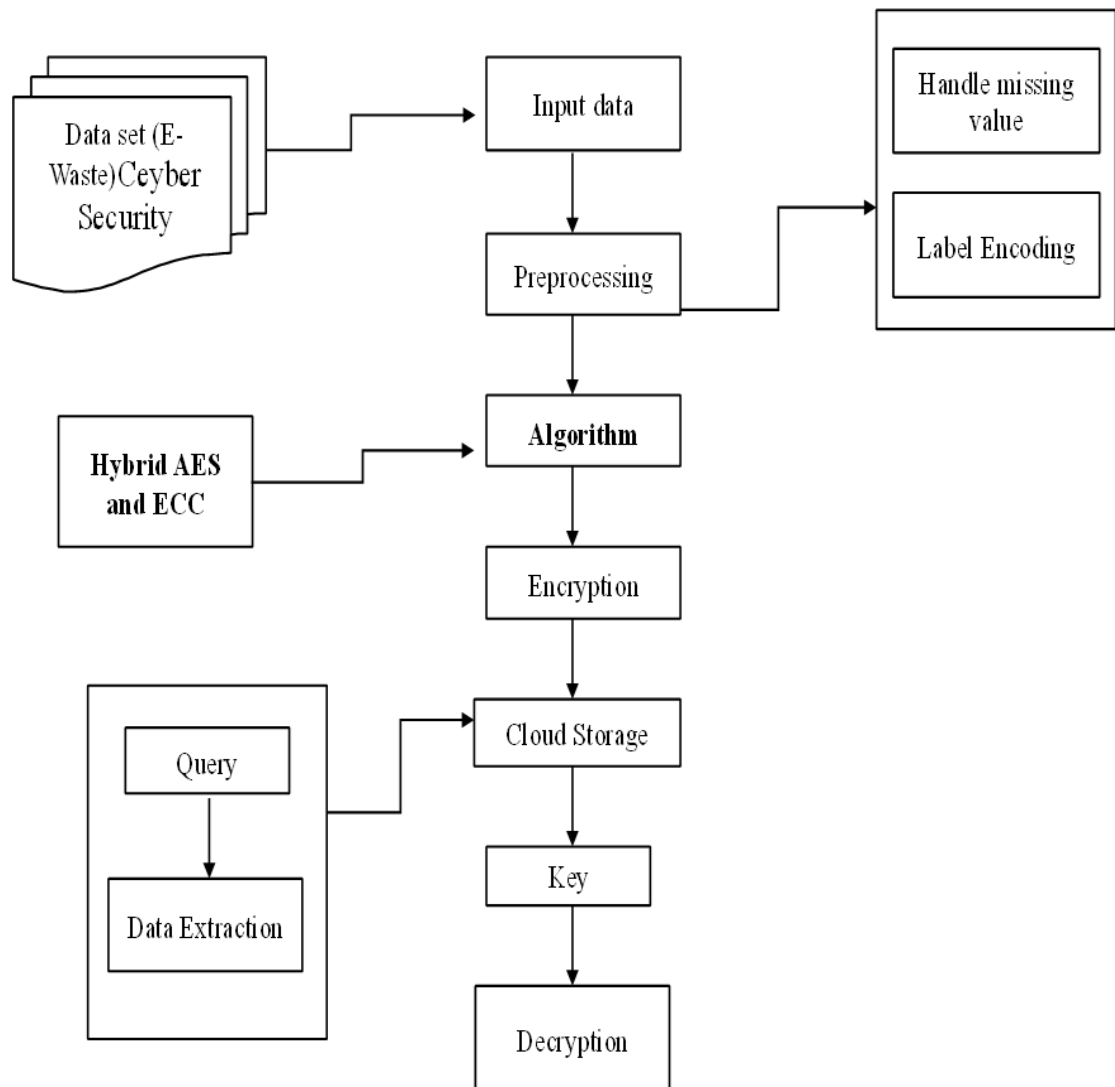 Data set (E-
Waste)Ceyber
Security
Input data
Handle missing
value
Label Encoding
Preprocessing
Hybrid AES
and ECC
Algorithm
Encryption
Query
Data Extraction
Cloud Storage
Key
Decryption